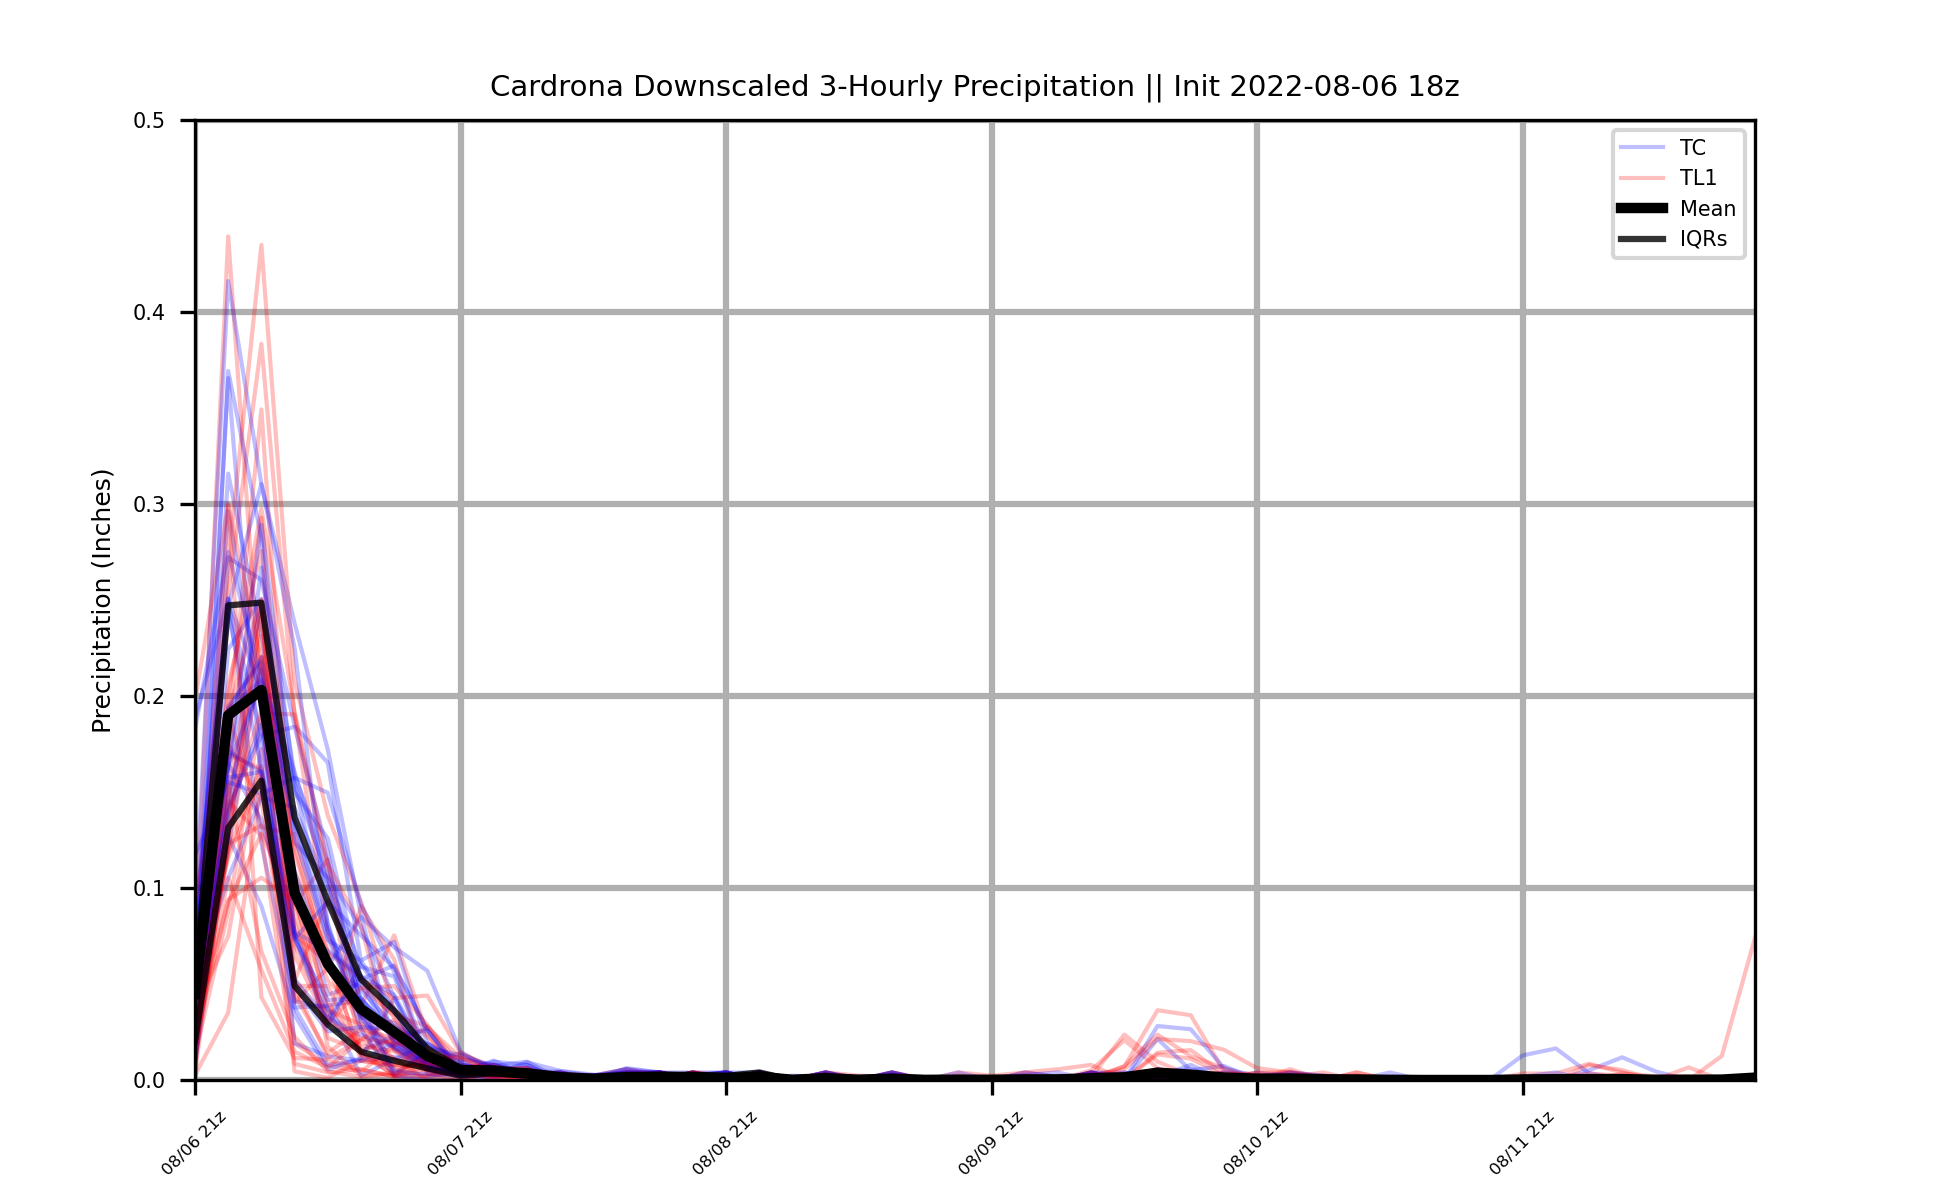 Cardrona Downscaled 3-Hourly Precipitation || Init 2022-08-06 18z
TC
TL1
Mean
IQRs
Precipitation (Inches)
0.5
0.4
0.3
0.2
0.1
0.0
08/06 21z
08/07 21z
08/08 21z
08/09 21z
08/10 21z
08/11 21z